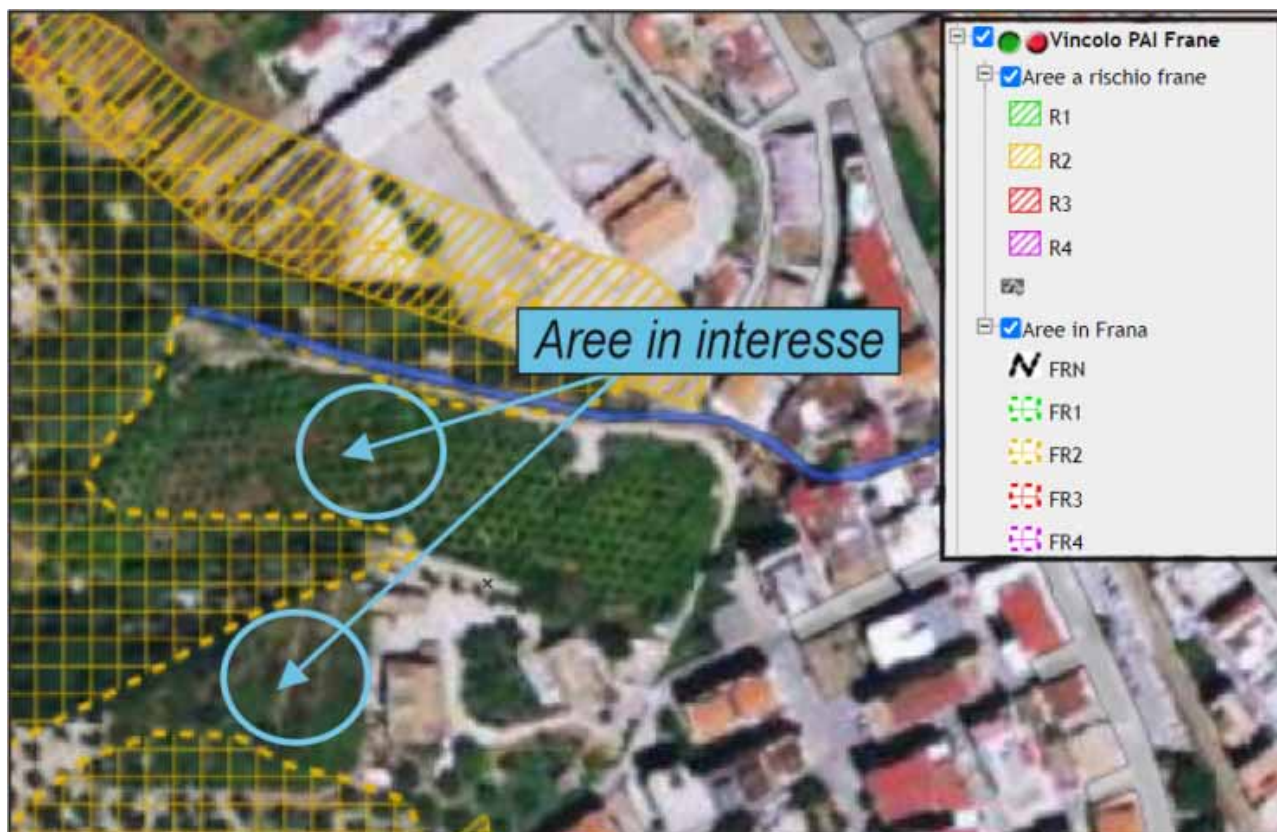 Vincolo PAI Frane
Aree a rischio frane
R1
R2
R3
R4
Aree in Frana
FRN
FR1
FR2
FR3
FR4
Aree in interesse
x